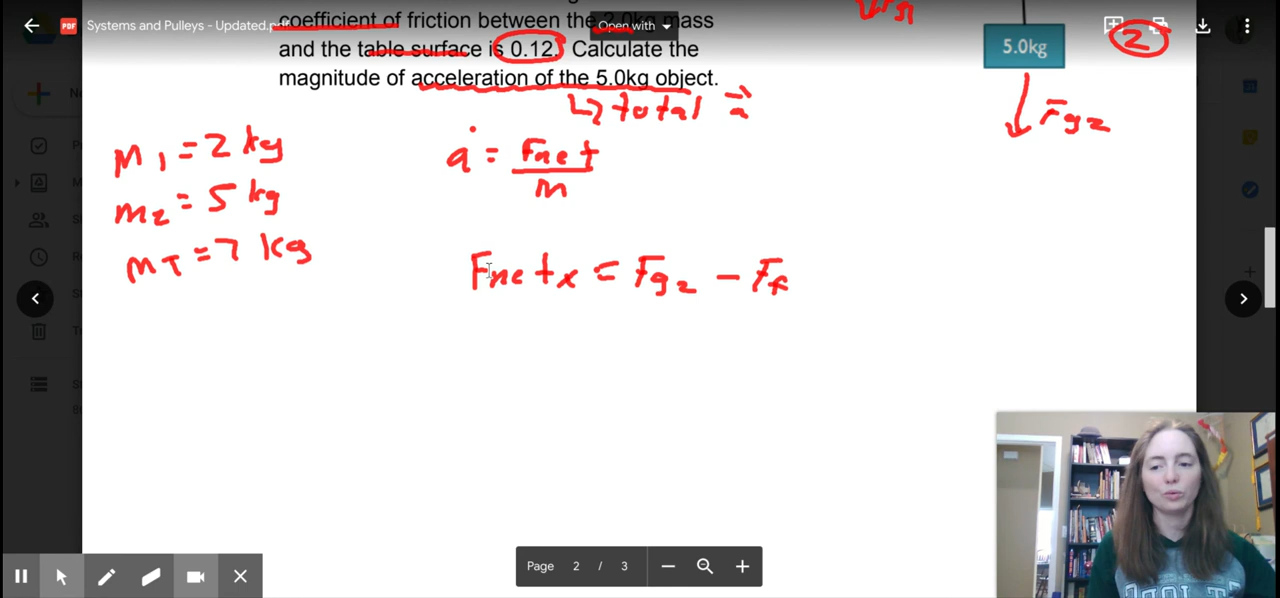 Systems and Pulleys - Updated.pdf
Open with
coefficient of friction between the 2.0kg mass
and the table surface is 0.12. Calculate the
magnitude of acceleration of the 5.0kg object.
↳ total a⃗
Fg1
5.0kg
2
Fg2
m1 = 2 kg
m2 = 5 kg
mT = 7 kg
a = Fnet
m
Fnetx = Fg2 - Ff
Page 2 / 3